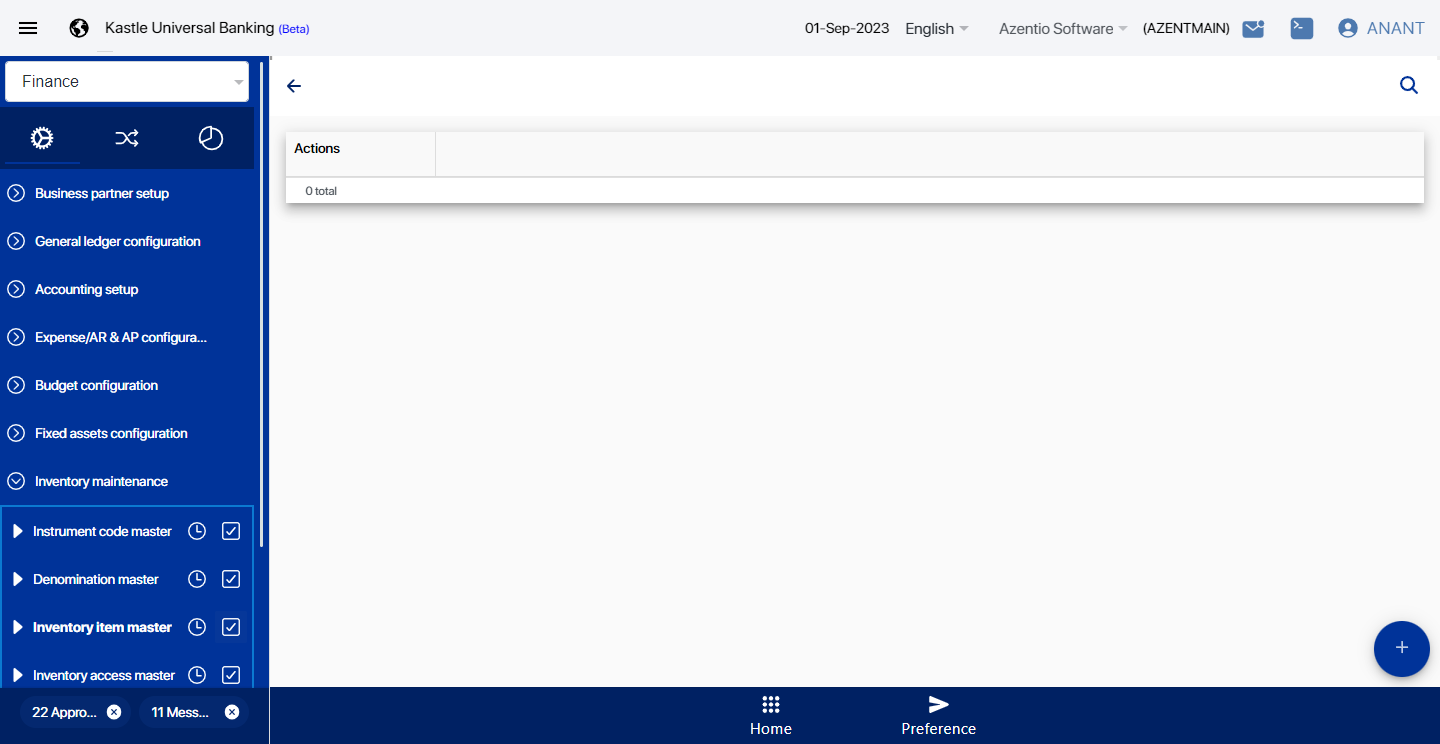 Kastle Universal Banking (Beta)
01-Sep-2023 English Azentio Software (AZENTMAIN) ANANT
Finance
Business partner setup
General ledger configuration
Accounting setup
Expense/AR & AP configura...
Budget configuration
Fixed assets configuration
Inventory maintenance
Instrument code master
Denomination master
Inventory item master
Inventory access master
22 Appro...
11 Mess...
Actions
0 total
Home
Preference